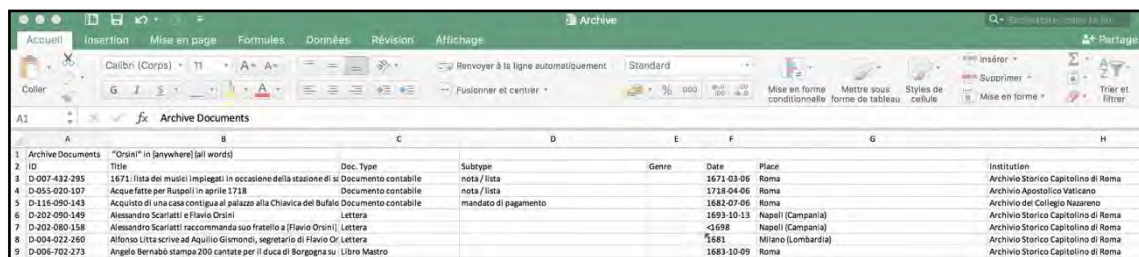 Archive
Accueil Insertion Mise en page Formules Données Révision Affichage Partage
Coller
Calibri (Corps) 11 A A Renvoyer à la ligne automatiquement Standard Insérer
G I S A Fusionner et centrer % 000 Mise en forme conditionnelle Mettre sous forme de tableau Styles de cellule Supprimer Mise en forme Trier et filtrer
A1 fx Archive Documents
A B C D E F G H
1 Archive Documents "Orsini" in [anywhere] (all words)
2 ID Title Doc. Type Subtype Genre Date Place Institution
3 D-007-432-295 1671: lista dei musici impiegati in occasione della stazione di Documento contabile nota / lista 1671-03-06 Roma Archivio Storico Capitolino di Roma
4 D-055-020-107 Acque fatte per Ruspoli in aprile 1718 Documento contabile nota / lista 1718-04-06 Roma Archivio Apostolico Vaticano
5 D-116-090-143 Acquisto di una casa contigua al palazzo alla Chiavica del Bufalo Documento contabile mandato di pagamento 1682-07-06 Roma Archivio del Collegio Nazareno
6 D-202-090-149 Alessandro Scarlatti e Flavio Orsini Lettera 1693-10-13 Napoli (Campania) Archivio Storico Capitolino di Roma
7 D-202-080-158 Alessandro Scarlatti raccommanda suo fratello a [Flavio Orsini] Lettera <1698 Napoli (Campania) Archivio Storico Capitolino di Roma
8 D-004-022-260 Alfonso Litta scrive ad Aquilio Gismondi, segretario di Flavio Or Lettera 1681 Milano (Lombardia) Archivio Storico Capitolino di Roma
9 D-006-702-273 Angelo Bernabò stampa 200 cantate per il duca di Borgogna su Libro Mastro 1683-10-09 Roma Archivio Storico Capitolino di Roma